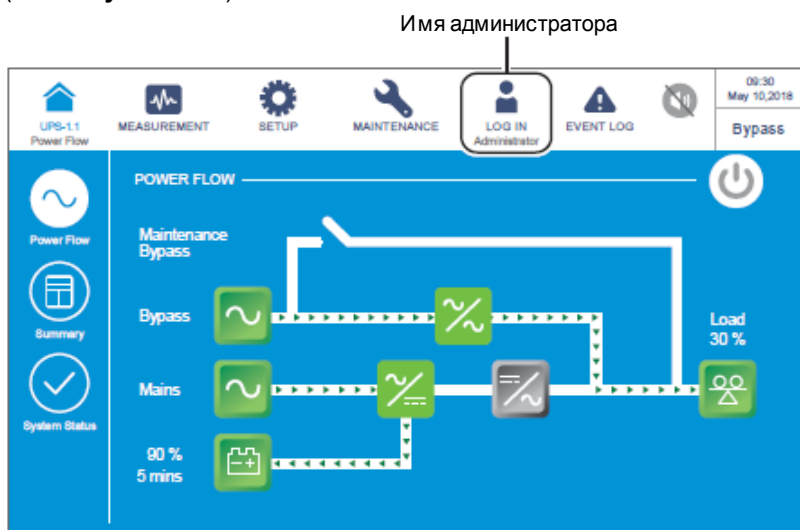 Имя администратора
09:30
May 10,2018
Bypass
UPS-1.1
Power Flow
MEASUREMENT
SETUP
MAINTENANCE
LOG IN
Administrator
EVENT LOG
POWER FLOW
Power Flow
Maintenance
Bypass
Summary
Bypass
Load
30 %
System Status
Mains
90 %
5 mins